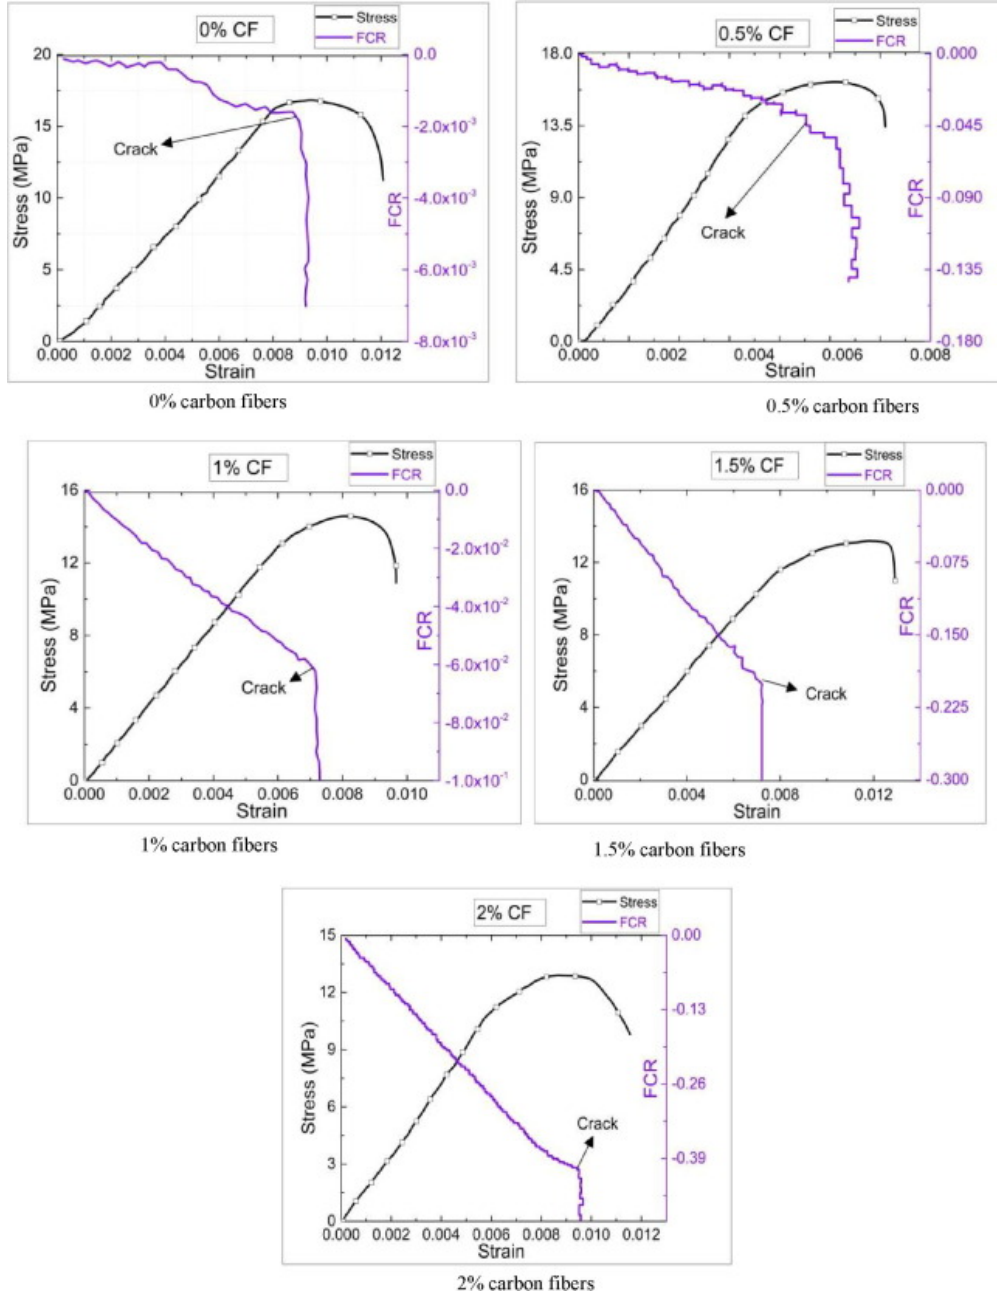 0% CF
Stress
FCR
20
15
10
5
0
Stress (MPa)
0.0
-2.0x10⁻³
-4.0x10⁻³
-6.0x10⁻³
-8.0x10⁻³
FCR
Crack
0.000 0.002 0.004 0.006 0.008 0.010 0.012
Strain
0% carbon fibers
0.5% CF
Stress
FCR
18.0
13.5
9.0
4.5
0.0
Stress (MPa)
0.000
-0.045
-0.090
-0.135
-0.180
FCR
Crack
0.000 0.002 0.004 0.006 0.008
Strain
0.5% carbon fibers
1% CF
Stress
FCR
16
12
8
4
0
Stress (MPa)
0.0
-2.0x10⁻²
-4.0x10⁻²
-6.0x10⁻²
-8.0x10⁻²
-1.0x10⁻¹
FCR
Crack
0.000 0.002 0.004 0.006 0.008 0.010
Strain
1% carbon fibers
1.5% CF
Stress
FCR
16
12
8
4
0
Stress (MPa)
0.000
-0.075
-0.150
-0.225
-0.300
FCR
Crack
0.000 0.004 0.008 0.012
Strain
1.5% carbon fibers
2% CF
Stress
FCR
15
12
9
6
3
0
Stress (MPa)
0.00
-0.13
-0.26
-0.39
FCR
Crack
0.000 0.002 0.004 0.006 0.008 0.010 0.012
Strain
2% carbon fibers